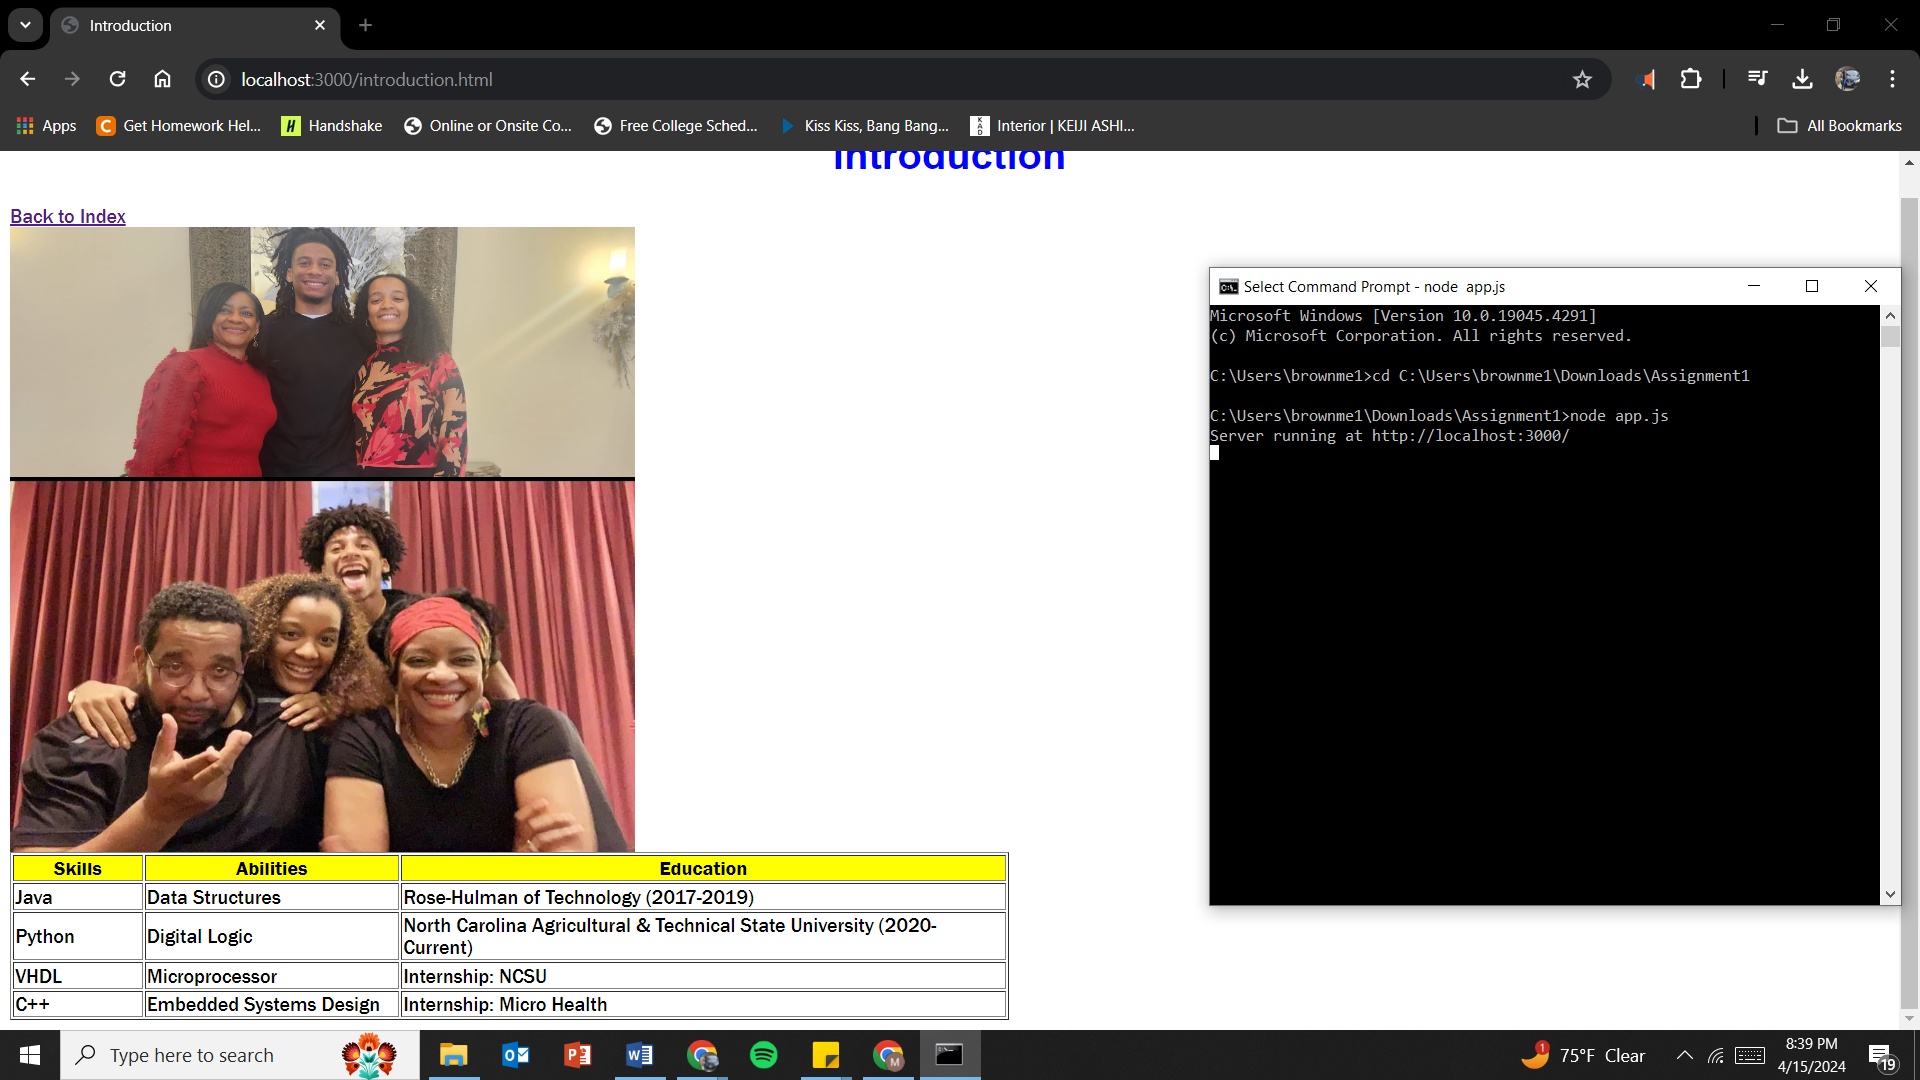 Introduction
localhost:3000/introduction.html
Apps
Get Homework Hel...
Handshake
Online or Onsite Co...
Free College Sched...
Kiss Kiss, Bang Bang...
KAD
Interior | KEIJI ASHI...
All Bookmarks
Introduction
Back to Index
Skills Abilities Education
Java Data Structures Rose-Hulman of Technology (2017-2019)
Python Digital Logic North Carolina Agricultural & Technical State University (2020-
Current)
VHDL Microprocessor Internship: NCSU
C++ Embedded Systems Design Internship: Micro Health
Select Command Prompt - node  app.js
Microsoft Windows [Version 10.0.19045.4291]
(c) Microsoft Corporation. All rights reserved.
C:\Users\brownme1>cd C:\Users\brownme1\Downloads\Assignment1
C:\Users\brownme1\Downloads\Assignment1>node app.js
Server running at http://localhost:3000/
Type here to search
1
75°F Clear
8:39 PM
4/15/2024
19